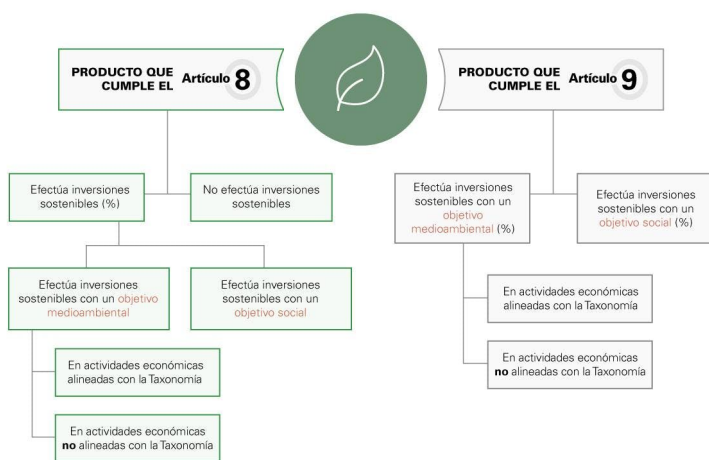 PRODUCTO QUE
CUMPLE EL Artículo 8
PRODUCTO QUE
CUMPLE EL Artículo 9
Efectúa inversiones
sostenibles (%)
No efectúa inversiones
sostenibles
Efectúa inversiones
sostenibles con un objetivo
medioambiental
Efectúa inversiones
sostenibles con un
objetivo social
En actividades económicas
alineadas con la Taxonomía
En actividades económicas
no alineadas con la Taxonomía
Efectúa inversiones
sostenibles con un
objetivo
medioambiental (%)
Efectúa inversiones
sostenibles con un
objetivo social (%)
En actividades económicas
alineadas con la Taxonomía
En actividades económicas
no alineadas con la Taxonomía